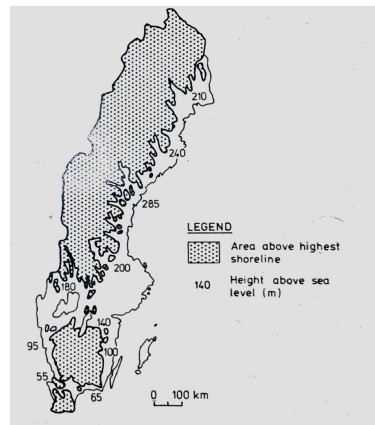 210
240
285
LEGEND
Area above highest
shoreline
200
140 Height above sea
level (m)
180
140
95
100
55
65
0 100 km